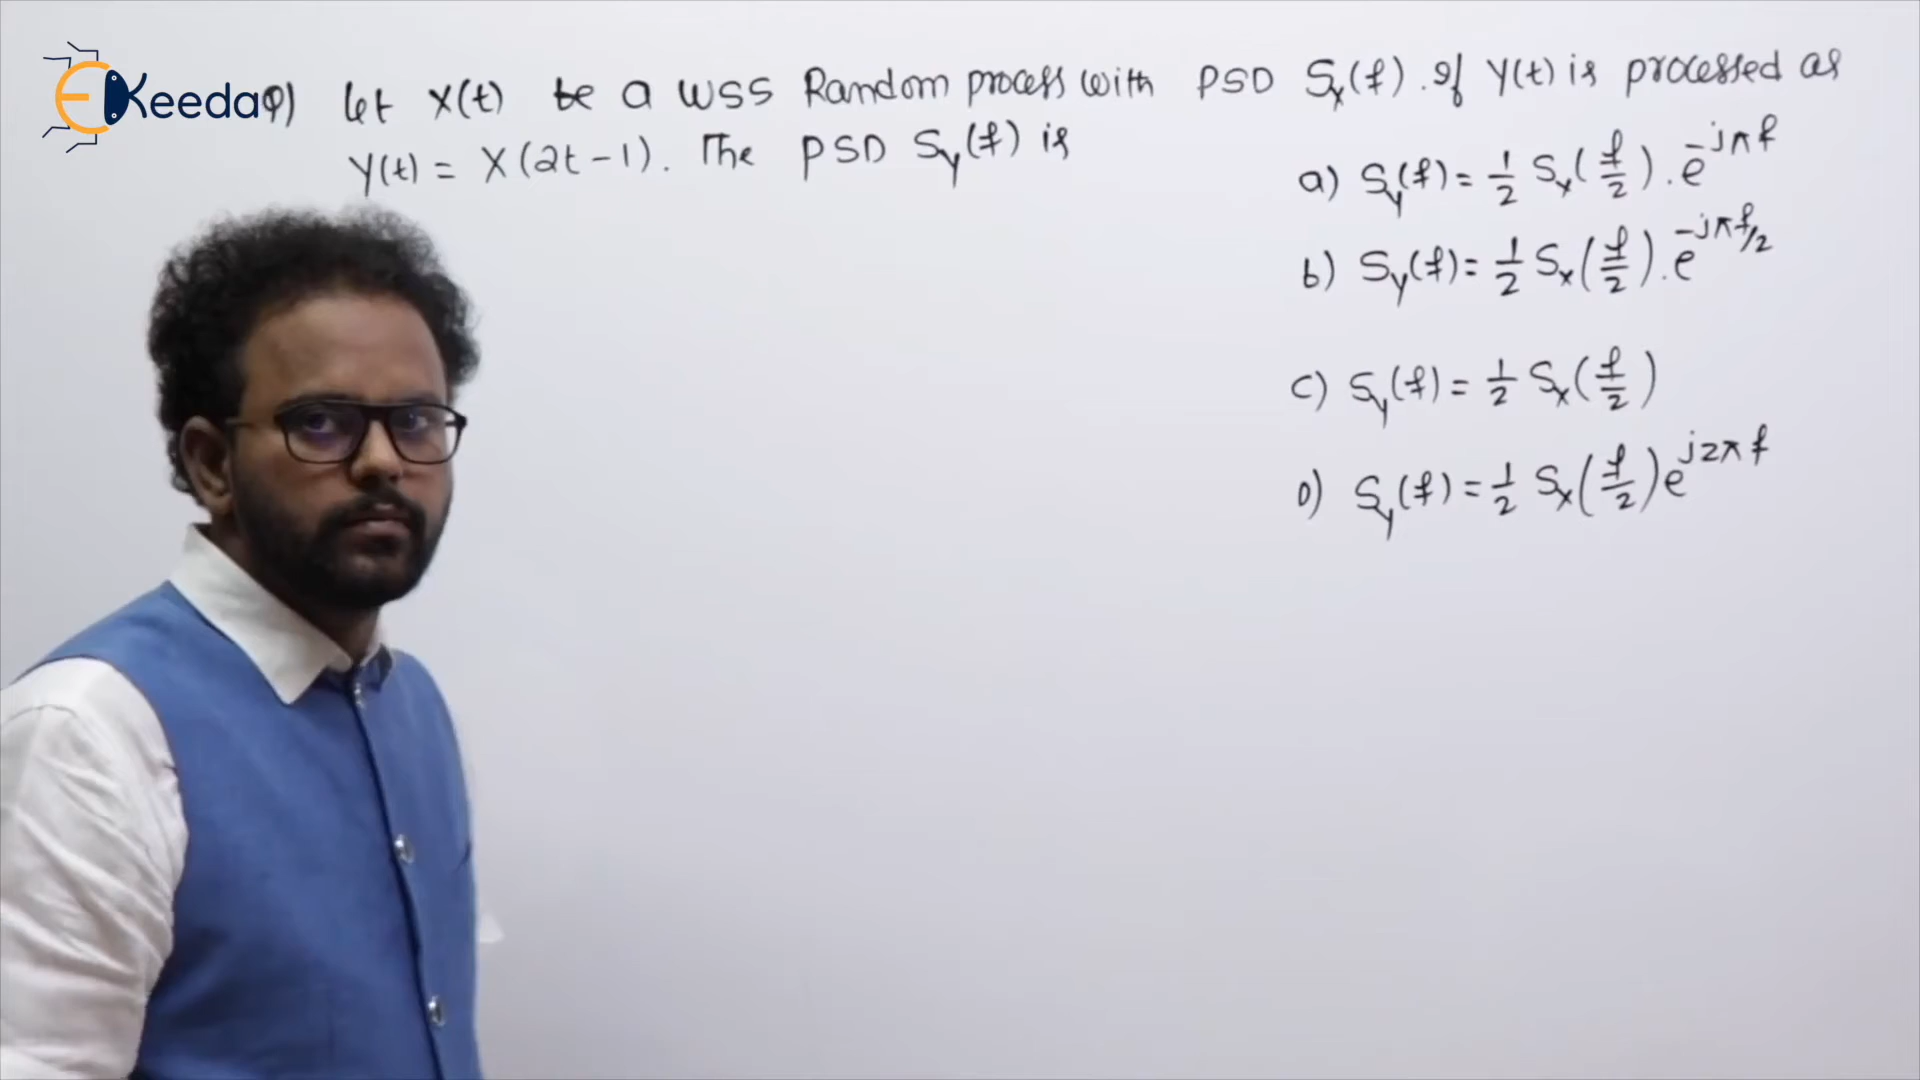 EKeeda
Q) Let X(t) be a WSS Random process with PSD Sx(f). If Y(t) is processed as
Y(t) = X(2t-1). The PSD Sy(f) is
a) Sy(f) = 1/2 Sx(f/2) . e^-jπf
b) Sy(f) = 1/2 Sx(f/2) . e^-jπf/2
c) Sy(f) = 1/2 Sx(f/2)
D) Sy(f) = 1/2 Sx(f/2) e^j2πf